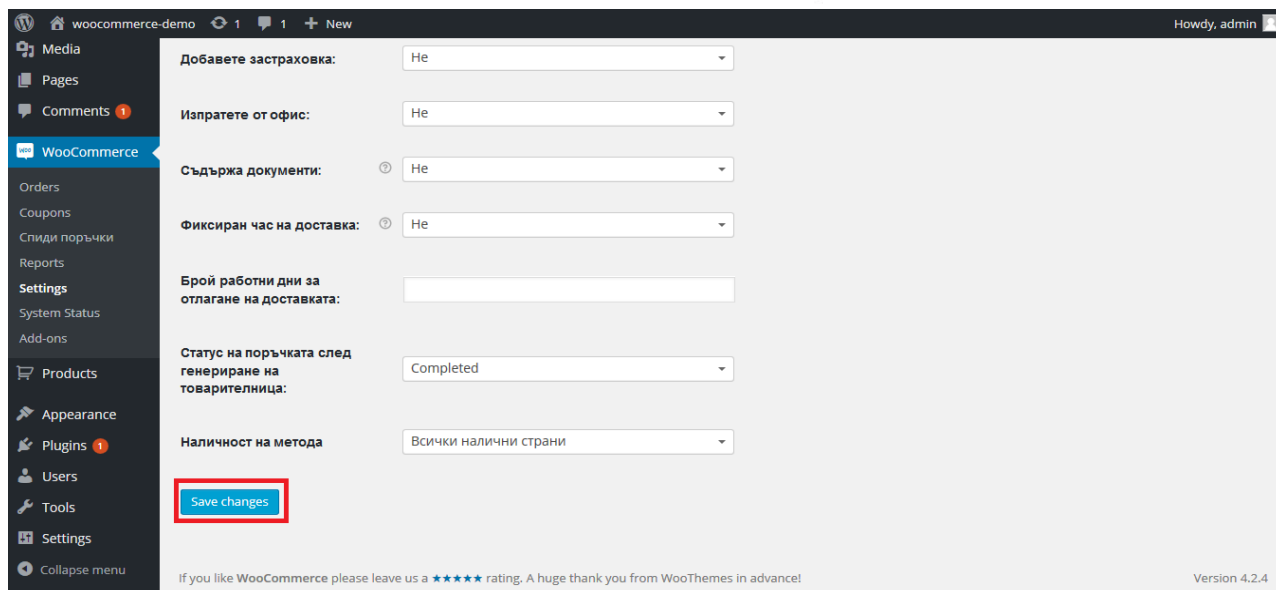 woocommerce-demo 1 1 + New Howdy, admin
Media
Pages
Comments 1
WooCommerce
Orders
Coupons
Спиди поръчки
Reports
Settings
System Status
Add-ons
Products
Appearance
Plugins 1
Users
Tools
Settings
Collapse menu
Добавете застраховка: Не
Изпратете от офис: Не
Съдържа документи: ? Не
Фиксиран час на доставка: ? Не
Брой работни дни за
отлагане на доставката:
Статус на поръчката след
генериране на
товарителница:
Completed
Наличност на метода Всички налични страни
Save changes
If you like WooCommerce please leave us a ★★★★★ rating. A huge thank you from WooThemes in advance! Version 4.2.4